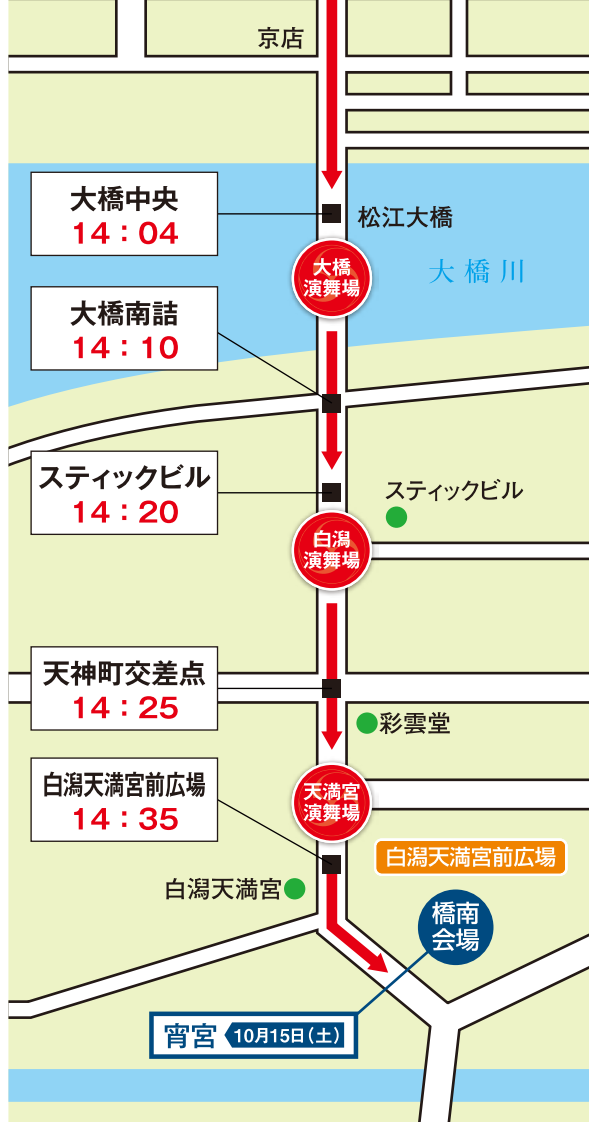 京店
大橋中央
14：04
松江大橋
大橋
演舞場
大橋川
大橋南詰
14：10
スティックビル
14：20
スティックビル
白潟
演舞場
天神町交差点
14：25
彩雲堂
白潟天満宮前広場
14：35
天満宮
演舞場
白潟天満宮前広場
白潟天満宮
橋南
会場
宵宮 10月15日（土）